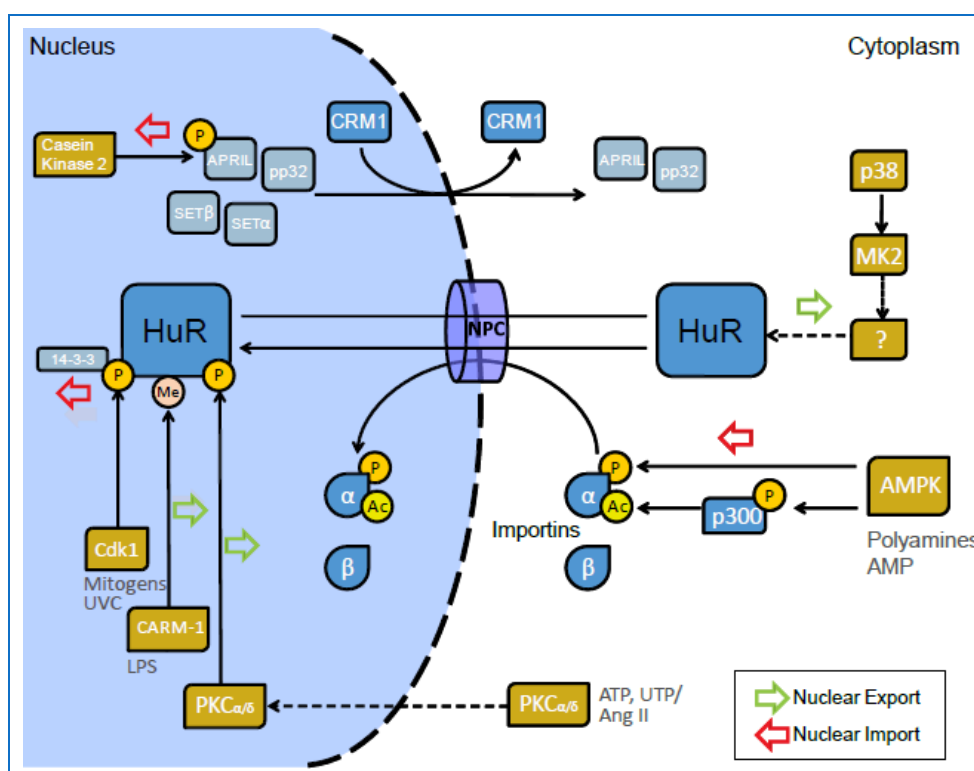 Nucleus
Cytoplasm
CRM1
CRM1
P
Casein
Kinase 2
APRIL
pp32
APRIL
pp32
p38
SETβ
SETα
MK2
HuR
NPC
HuR
?
14-3-3
P
Me
P
P
α
Ac
P
α
Ac
P
p300
AMPK
Importins
Polyamines
AMP
β
β
Cdk1
Mitogens
UVC
CARM-1
LPS
PKCα/δ
PKCα/δ
ATP, UTP/
Ang II
Nuclear Export
Nuclear Import